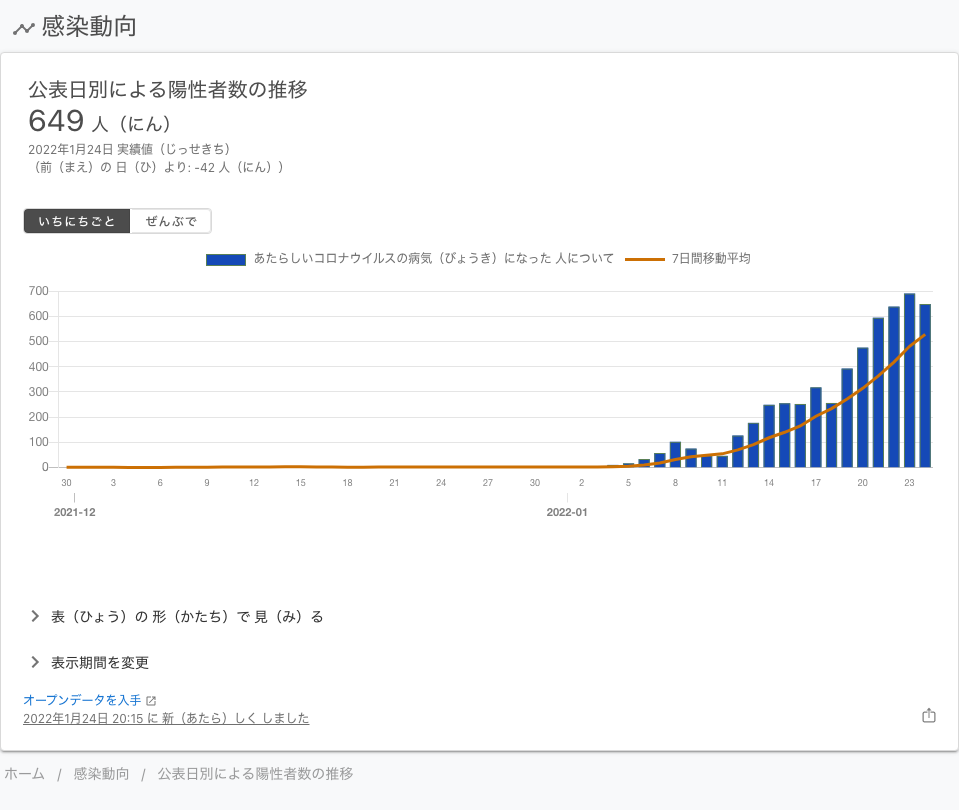 感染動向
公表日別による陽性者数の推移
649 人（にん）
2022年1月24日 実績値（じっせきち）
（前（まえ）の 日（ひ）より: -42 人（にん））
いちにちごと ぜんぶで
あたらしいコロナウイルスの病気（びょうき）になった 人について 7日間移動平均
700
600
500
400
300
200
100
0
30 3 6 9 12 15 18 21 24 27 30 2 5 8 11 14 17 20 23
2021-12 2022-01
表（ひょう）の 形（かたち）で 見（み）る
表示期間を変更
オープンデータを入手
2022年1月24日 20:15 に 新（あたら）しく しました
ホーム / 感染動向 / 公表日別による陽性者数の推移